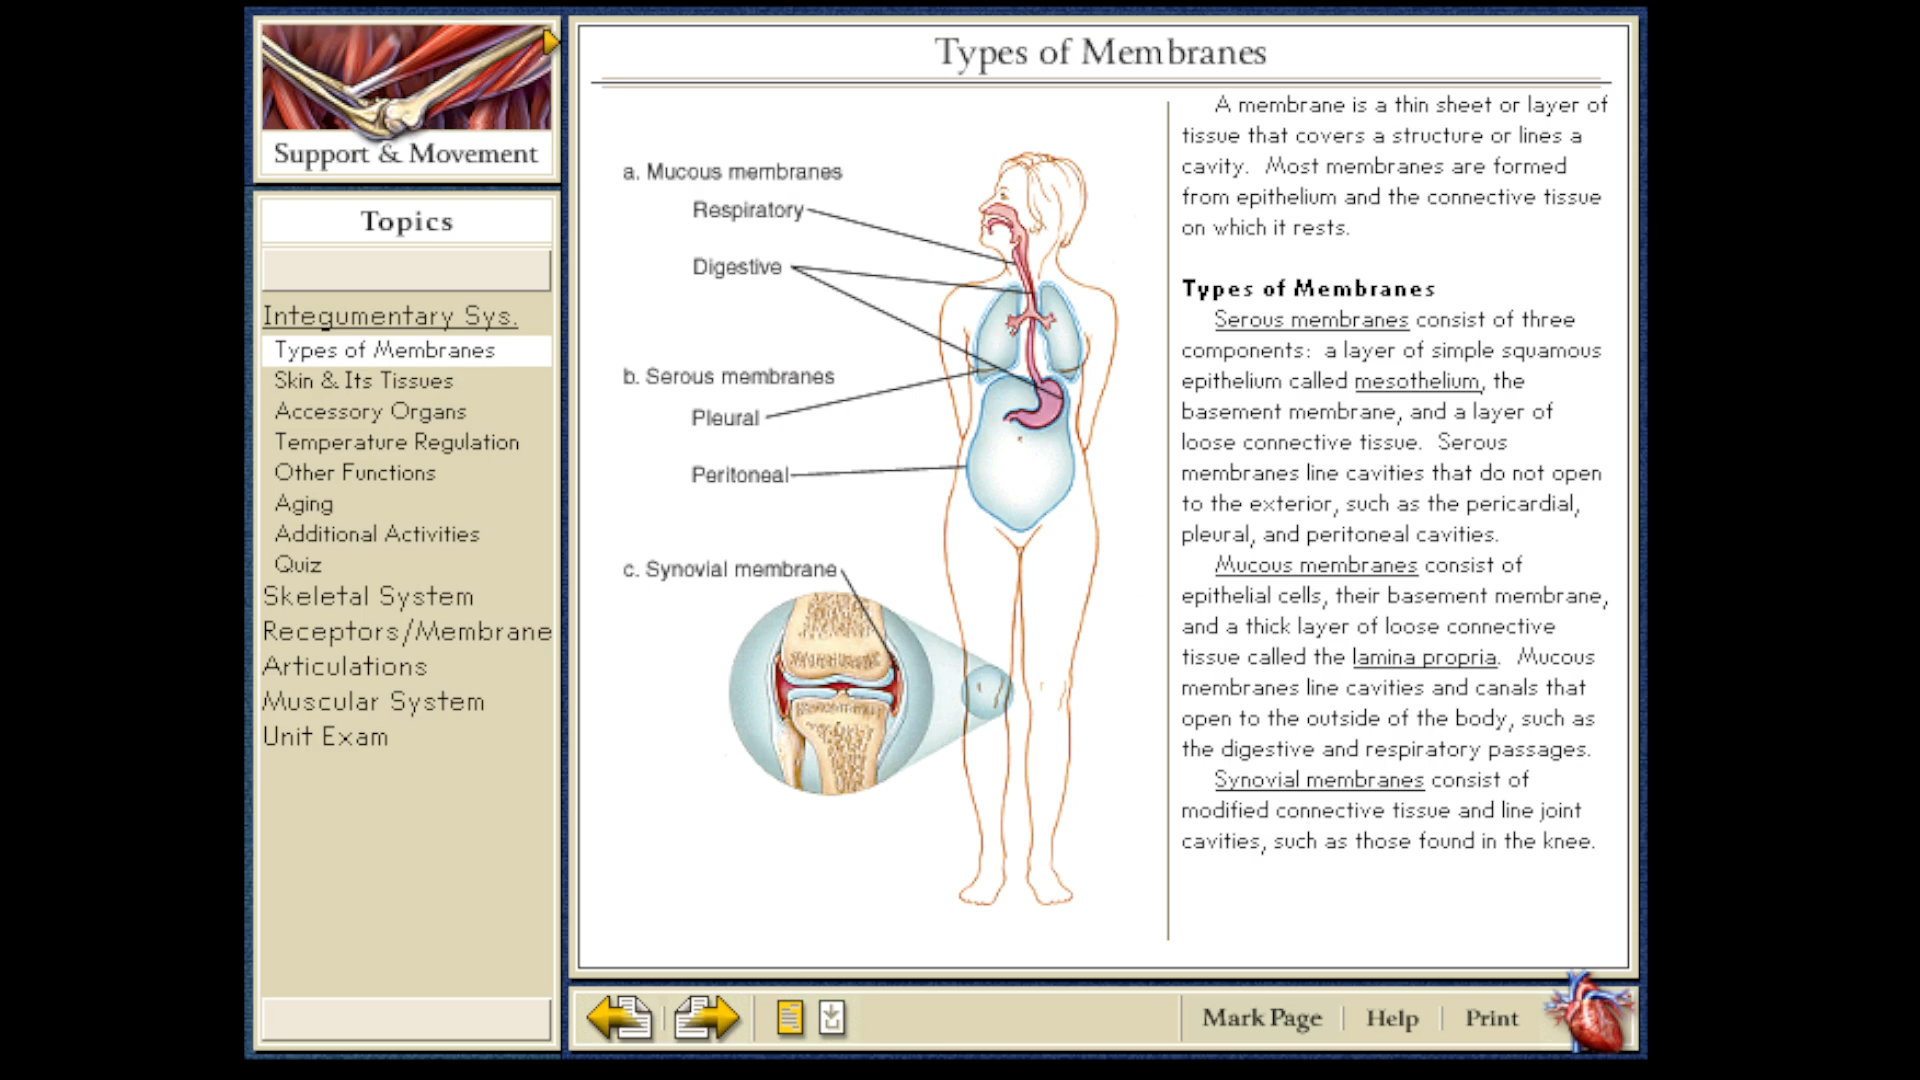 Support & Movement
Topics
Integumentary Sys.
Types of Membranes
Skin & Its Tissues
Accessory Organs
Temperature Regulation
Other Functions
Aging
Additional Activities
Quiz
Skeletal System
Receptors/Membrane
Articulations
Muscular System
Unit Exam
Types of Membranes
a. Mucous membranes
Respiratory
Digestive
b. Serous membranes
Pleural
Peritoneal
c. Synovial membrane
A membrane is a thin sheet or layer of
tissue that covers a structure or lines a
cavity. Most membranes are formed
from epithelium and the connective tissue
on which it rests.
Types of Membranes
Serous membranes consist of three
components: a layer of simple squamous
epithelium called mesothelium, the
basement membrane, and a layer of
loose connective tissue. Serous
membranes line cavities that do not open
to the exterior, such as the pericardial,
pleural, and peritoneal cavities.
Mucous membranes consist of
epithelial cells, their basement membrane,
and a thick layer of loose connective
tissue called the lamina propria. Mucous
membranes line cavities and canals that
open to the outside of the body, such as
the digestive and respiratory passages.
Synovial membranes consist of
modified connective tissue and line joint
cavities, such as those found in the knee.
Mark Page
Help
Print